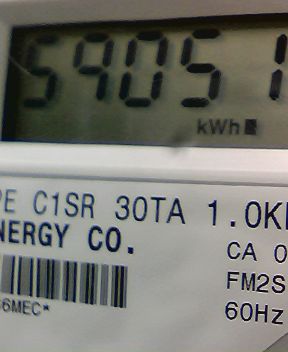 59051
kWh
PE C1SR 30TA 1.0K
NERGY CO.
CA 0
FM2S
6MEC*
60Hz